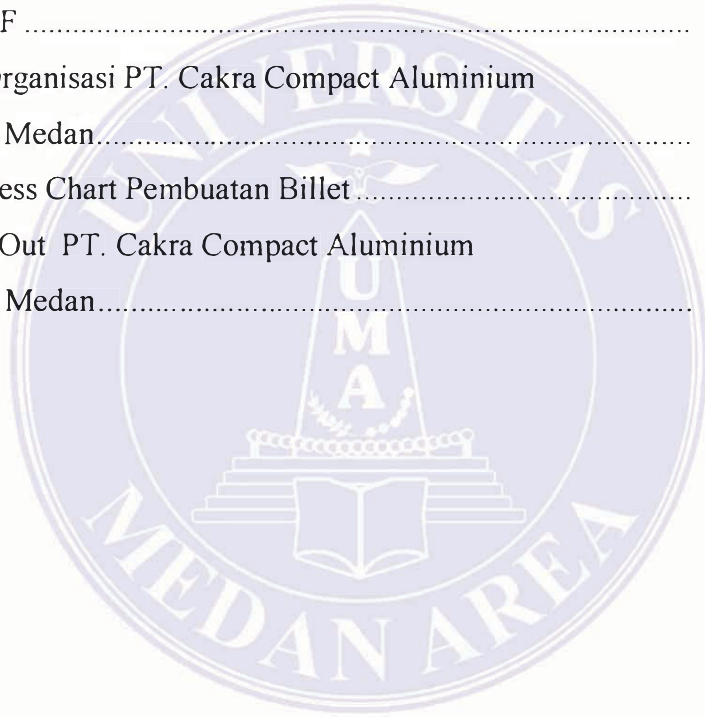 F ..........................................................................................
rganisasi PT. Cakra Compact Aluminium
Medan..........................................................................................
ess Chart Pembuatan Billet ..........................................................
Out PT. Cakra Compact Aluminium
Medan..........................................................................................
UNIVERSITAS
UMA
MEDAN AREA